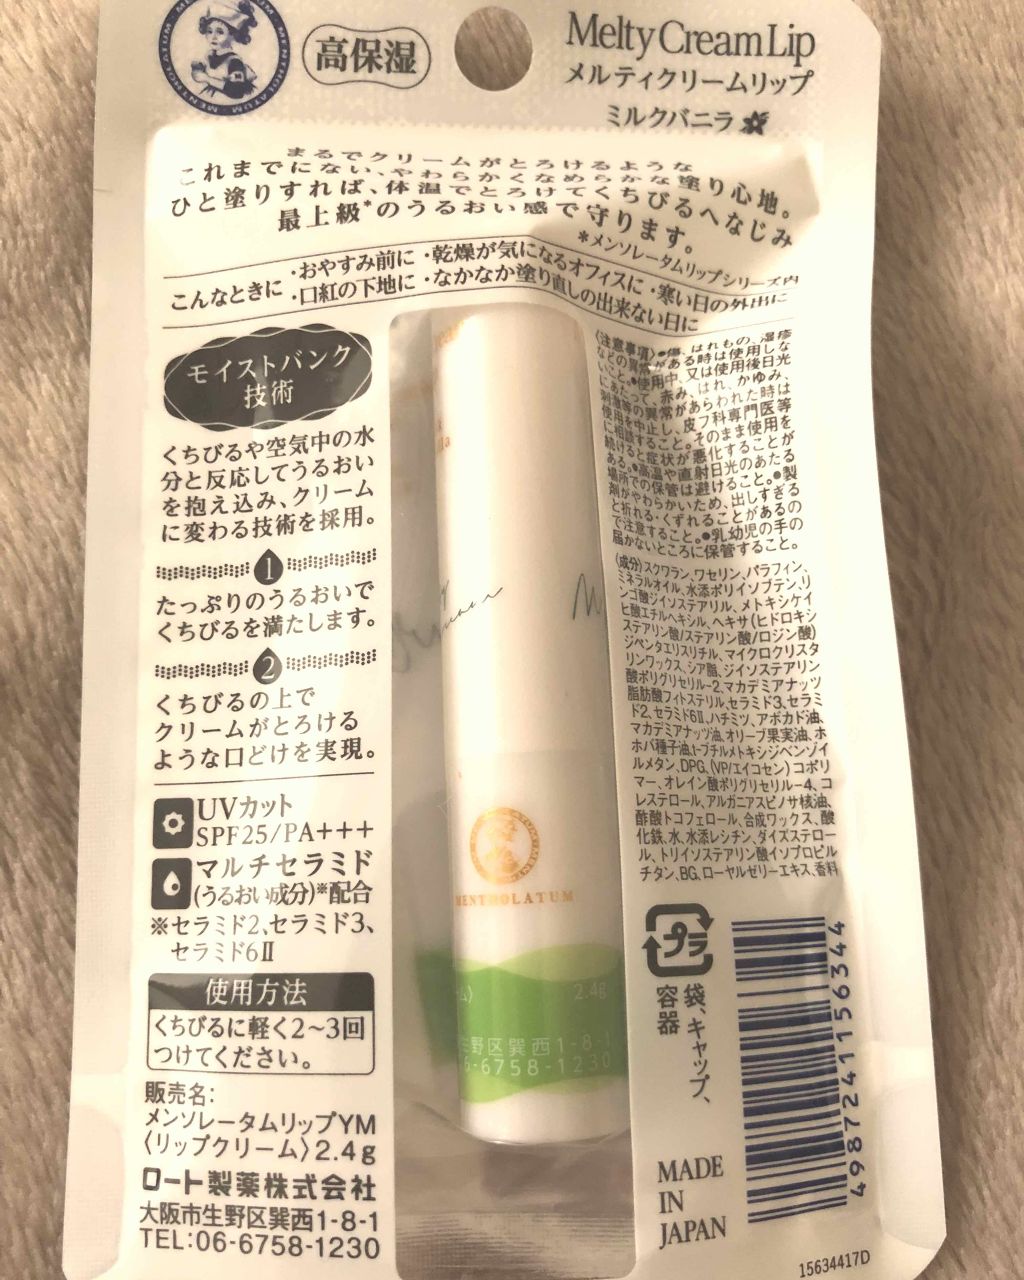 MENTHOLATUM
高保湿
Melty Cream Lip
メルティクリームリップ
ミルクバニラ
まるでクリームがとろけるような
これまでにない、やわらかくなめらかな塗り心地。
ひと塗りすれば、体温でとろけてくちびるへなじみ
最上級*のうるおい感で守ります。
*メンソレータムリップシリーズ内
こんなときに
・おやすみ前に ・乾燥が気になるオフィスに ・寒い日の外出に
・口紅の下地に ・なかなか塗り直しの出来ない日に
モイストバンク
技術
くちびるや空気中の水
分と反応してうるおい
を抱え込み、クリーム
に変わる技術を採用。
1
たっぷりのうるおいで
くちびるを満たします。
2
くちびるの上で
クリームがとろける
ような口どけを実現。
UVカット
SPF25/PA+++
マルチセラミド
(うるおい成分)※配合
※セラミド2、セラミド3、
セラミド6Ⅱ
使用方法
くちびるに軽く2〜3回
つけてください。
販売名:
メンソレータムリップYM
〈リップクリーム〉2.4g
ロート製薬株式会社
大阪市生野区巽西1-8-1
TEL:06-6758-1230
MENTHOLATUM
2.4g
生野区巽西1-8-1
6-6758-1230
〈注意事項〉●傷、はれもの、湿疹
などの異常がある時は使用しな
いこと。●使用中、又は使用後日光
にあたって、赤み、はれ、かゆみ、
刺激等の異常があらわれた時は
使用を中止し、皮フ科専門医等
に相談すること。そのまま使用を
続けると症状が悪化することが
ある。●高温や直射日光のあたる
場所での保管は避けること。●製
剤がやわらかいため、出しすぎる
と折れる・くずれることがあるの
で注意すること。●乳幼児の手の
届かないところに保管すること。
〈成分〉スクワラン、ワセリン、パラフィン、
ミネラルオイル、水添ポリイソブテン、リ
ンゴ酸ジイソステアリル、メトキシケイ
ヒ酸エチルヘキシル、ヘキサ(ヒドロキシ
ステアリン酸/ステアリン酸/ロジン酸)
ジペンタエリスリチル、マイクロクリスタ
リンワックス、シア脂、ジイソステアリン
酸ポリグリセリル-2、マカデミアナッツ
脂肪酸フィトステリル、セラミド3、セラミ
ド2、セラミド6Ⅱ、ハチミツ、アボカド油、
マカデミアナッツ油、オリーブ果実油、ホ
ホバ種子油、t-ブチルメトキシジベンゾイ
ルメタン、DPG、(VP/エイコセン)コポリ
マー、オレイン酸ポリグリセリル-4、コ
レステロール、アルガニアスピノサ核油、
酢酸トコフェロール、合成ワックス、酸
化鉄、水、水添レシチン、ダイズステロー
ル、トリイソステアリン酸イソプロピル
チタン、BG、ローヤルゼリーエキス、香料
プラ
袋、キャップ、
容器
MADE
IN
JAPAN
4987241156344
15634417D